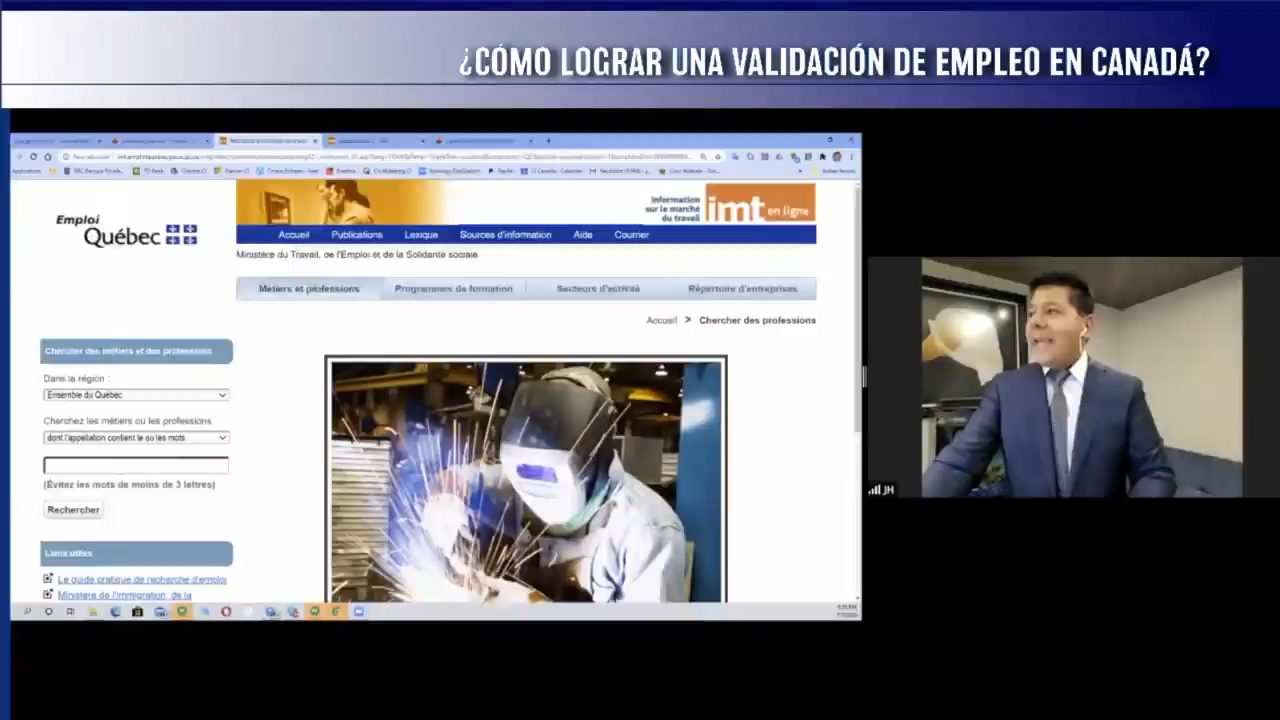 ¿CÓMO LOGRAR UNA VALIDACIÓN DE EMPLEO EN CANADÁ?
Emploi
Québec
Information
sur le marché
du travail
imt en ligne
Accueil Publications Lexique Sources d'information Aide Courrier
Ministère du Travail, de l'Emploi et de la Solidarité sociale
Métiers et professions Programmes de formation Secteurs d'activité Répertoire d'entreprises
Accueil > Chercher des professions
Chercher des métiers et des professions
Dans la région :
Ensemble du Québec
Cherchez les métiers ou les professions
dont l'appellation contient le ou les mots
(Évitez les mots de moins de 3 lettres)
Rechercher
Liens utiles
Le guide pratique de recherche d'emploi
Ministère de l'Immigration, de la
JH